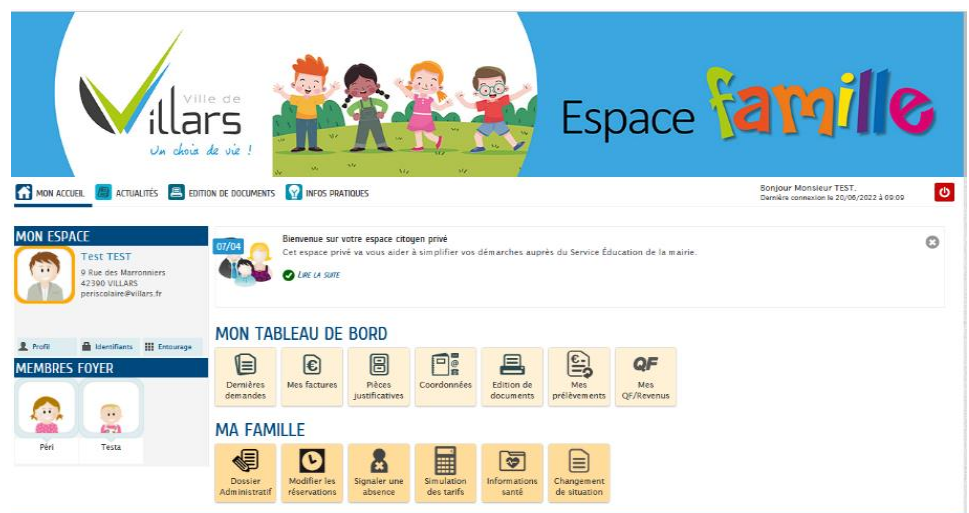 Ville de
Villars
Un choix de vie !
Espace famille
MON ACCUEIL
ACTUALITÉS
EDITION DE DOCUMENTS
INFOS PRATIQUES
Bonjour Monsieur TEST,
Dernière connexion le 20/06/2022 à 09:09
MON ESPACE
Test TEST
9 Rue des Marronniers
42390 VILLARS
periscolaire@villars.fr
Profil
Identifiants
Entourage
MEMBRES FOYER
Péri
Testa
07/04
Bienvenue sur votre espace citoyen privé
Cet espace privé va vous aider à simplifier vos démarches auprès du Service Éducation de la mairie.
LIRE LA SUITE
MON TABLEAU DE BORD
Dernières
demandes
Mes factures
Pièces
justificatives
Coordonnées
Edition de
documents
Mes
prélèvements
QF
Mes
QF/Revenus
MA FAMILLE
Dossier
Administratif
Modifier les
réservations
Signaler une
absence
Simulation
des tarifs
Informations
santé
Changement
de situation